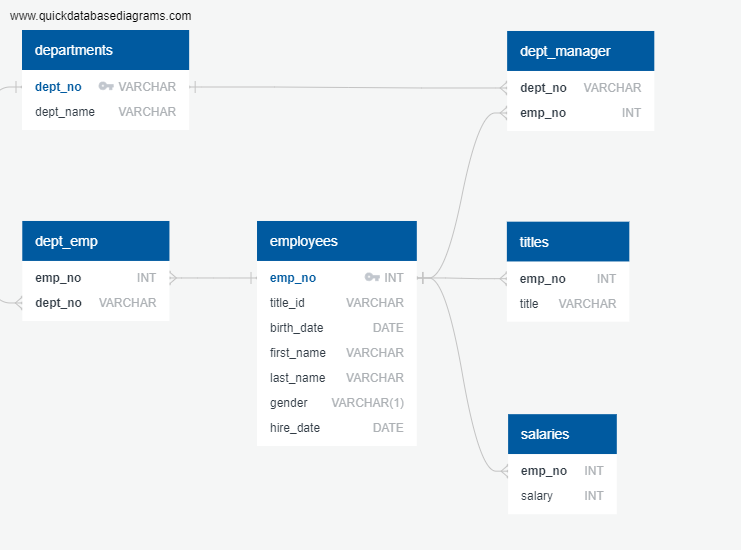 www.quickdatabasediagrams.com
departments
dept_no VARCHAR
dept_name VARCHAR
dept_manager
dept_no VARCHAR
emp_no INT
dept_emp
emp_no INT
dept_no VARCHAR
employees
emp_no INT
title_id VARCHAR
birth_date DATE
first_name VARCHAR
last_name VARCHAR
gender VARCHAR(1)
hire_date DATE
titles
emp_no INT
title VARCHAR
salaries
emp_no INT
salary INT